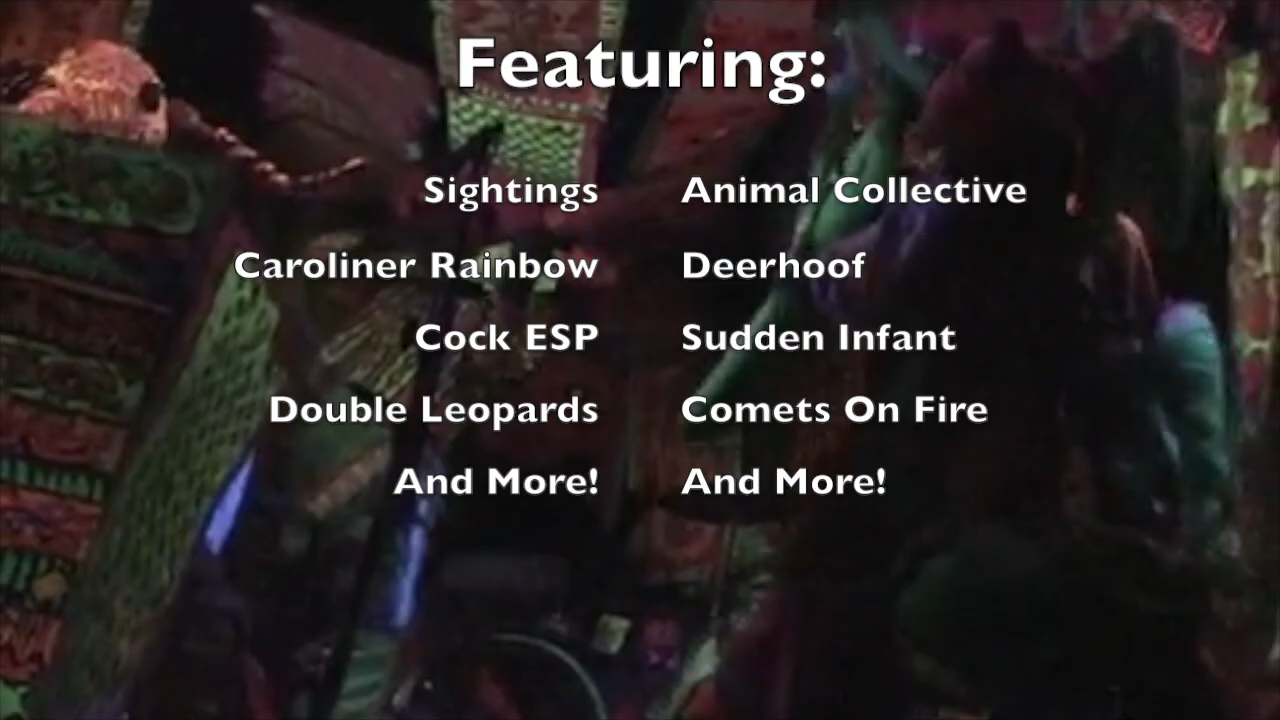 Featuring:
Sightings Animal Collective
Caroliner Rainbow Deerhoof
Cock ESP Sudden Infant
Double Leopards Comets On Fire
And More! And More!